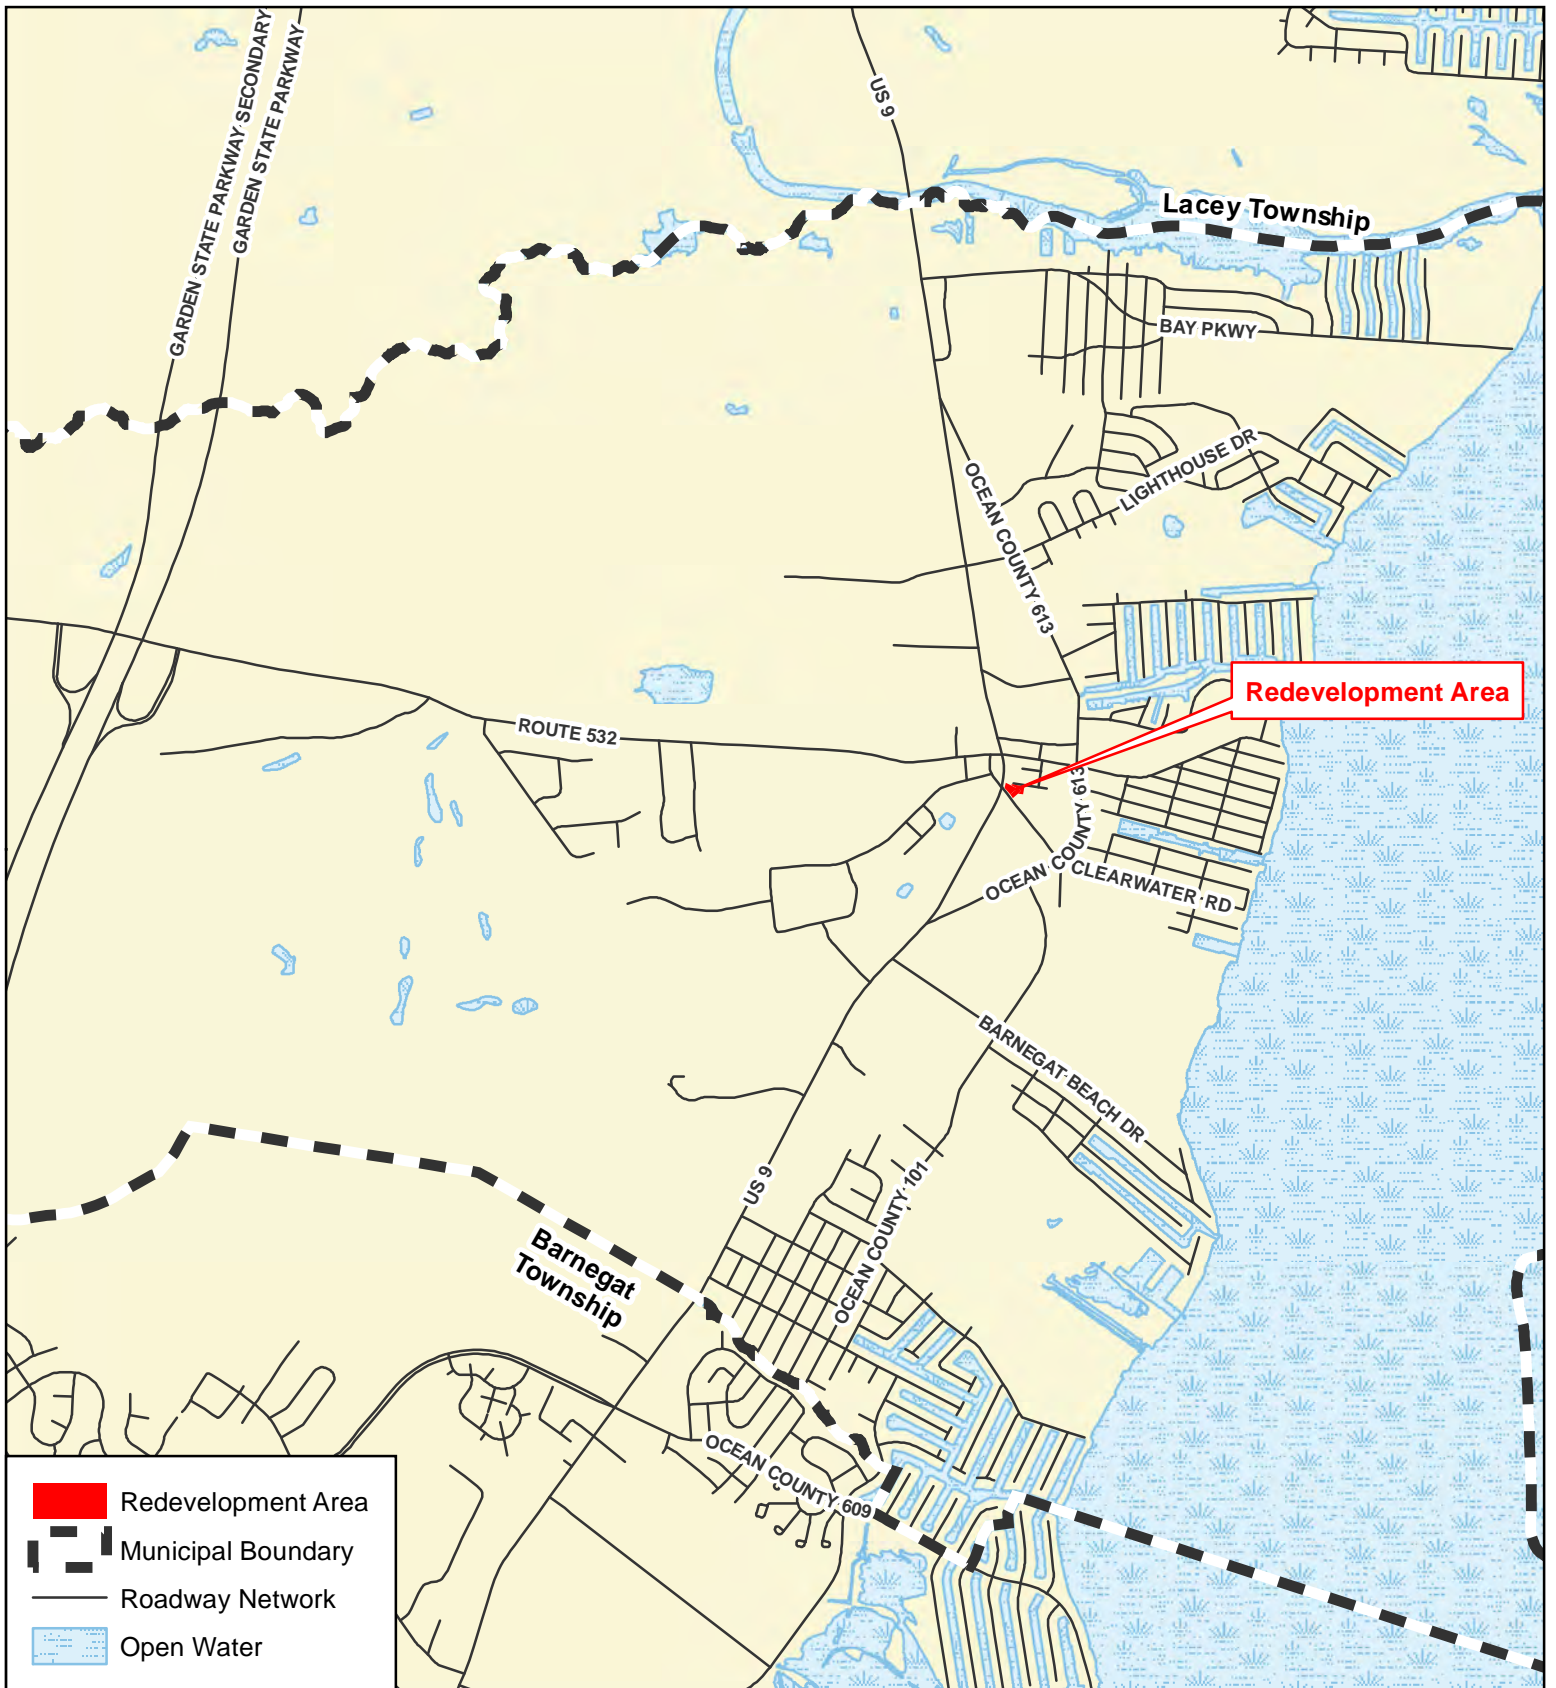 GARDEN STATE PARKWAY SECONDARY
GARDEN STATE PARKWAY
US 9
Lacey Township
BAY PKWY
LIGHTHOUSE DR
OCEAN COUNTY 613
Redevelopment Area
ROUTE 532
OCEAN COUNTY 613
CLEARWATER RD
BARNEGAT BEACH DR
US 9
OCEAN COUNTY 101
Barnegat
Township
OCEAN COUNTY 609
Redevelopment Area
Municipal Boundary
Roadway Network
Open Water